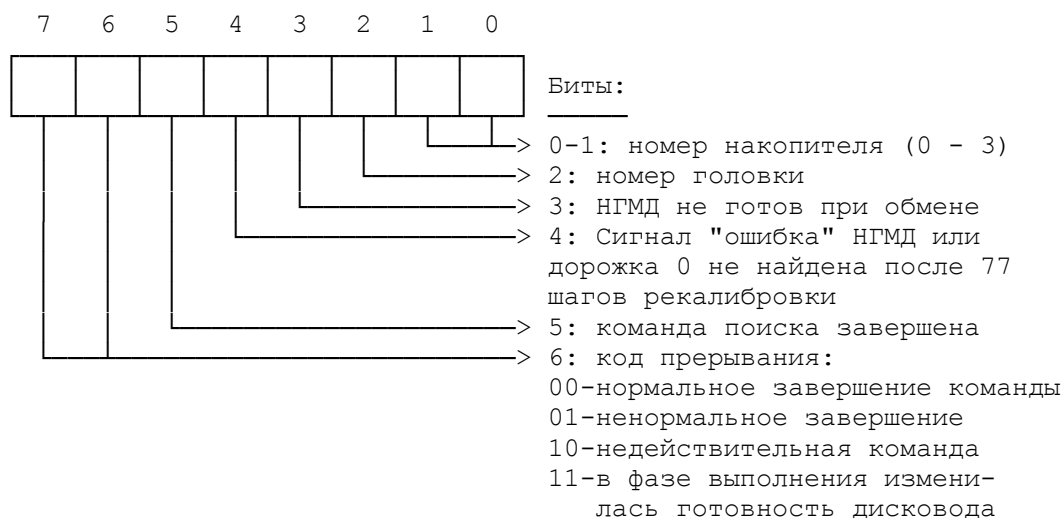 7 6 5 4 3 2 1 0
Биты:
> 0-1: номер накопителя (0 - 3)
> 2: номер головки
> 3: НГМД не готов при обмене
> 4: Сигнал "ошибка" НГМД или
дорожка 0 не найдена после 77
шагов рекалибровки
> 5: команда поиска завершена
> 6: код прерывания:
00-нормальное завершение команды
01-ненормальное завершение
10-недействительная команда
11-в фазе выполнения измени-
лась готовность дисковода